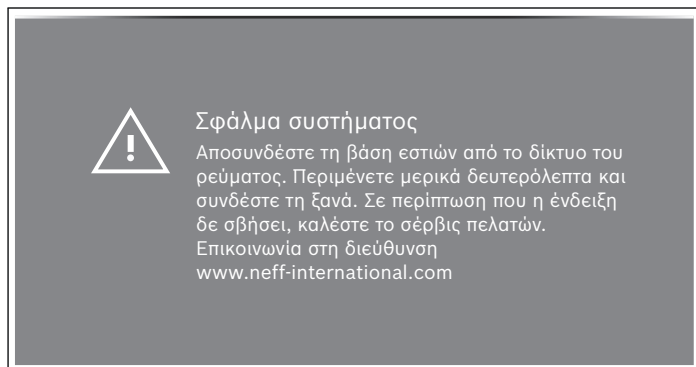 Σφάλμα συστήματος
Αποσυνδέστε τη βάση εστιών από το δίκτυο του
ρεύματος. Περιμένετε μερικά δευτερόλεπτα και
συνδέστε τη ξανά. Σε περίπτωση που η ένδειξη
δε σβήσει, καλέστε το σέρβις πελατών.
Επικοινωνία στη διεύθυνση
www.neff-international.com